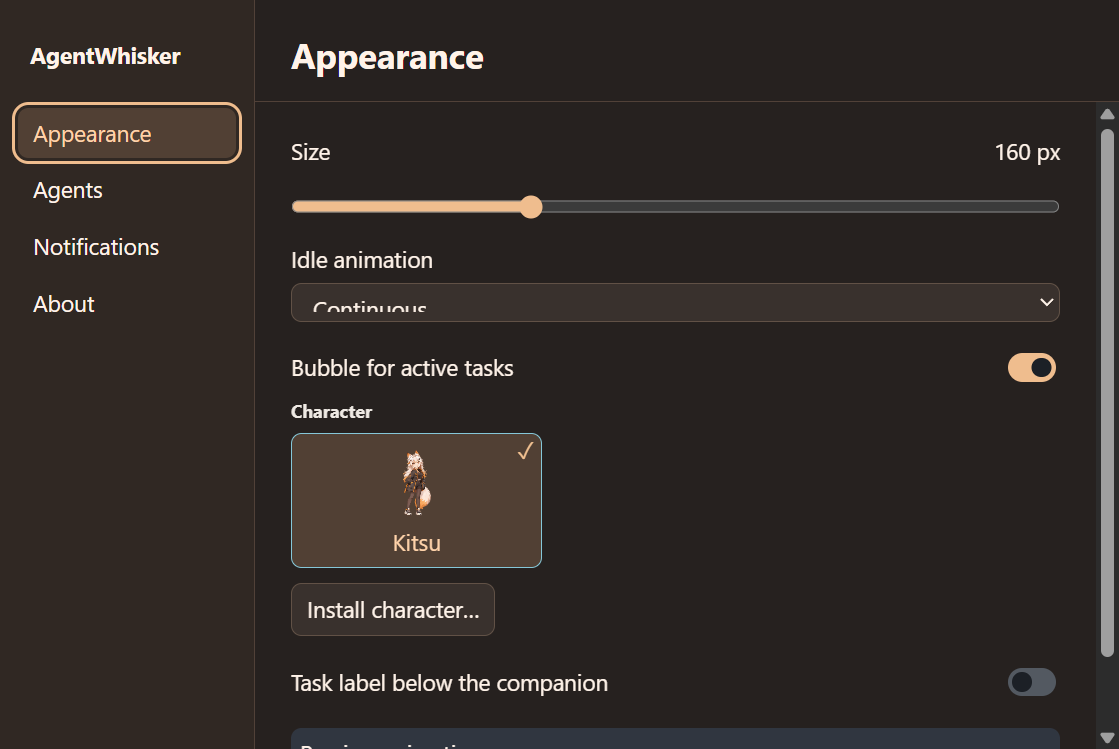 AgentWhisker
Appearance
Agents
Notifications
About
Appearance
Size
160 px
Idle animation
Continuous
Bubble for active tasks
Character
Kitsu
Install character...
Task label below the companion